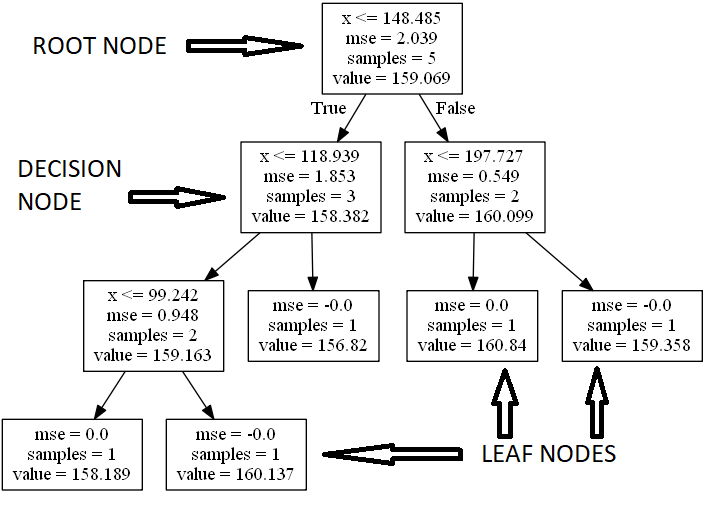 ROOT NODE
x <= 148.485
mse = 2.039
samples = 5
value = 159.069
True
False
DECISION
NODE
x <= 118.939
mse = 1.853
samples = 3
value = 158.382
x <= 197.727
mse = 0.549
samples = 2
value = 160.099
x <= 99.242
mse = 0.948
samples = 2
value = 159.163
mse = -0.0
samples = 1
value = 156.82
mse = 0.0
samples = 1
value = 160.84
mse = -0.0
samples = 1
value = 159.358
mse = 0.0
samples = 1
value = 158.189
mse = -0.0
samples = 1
value = 160.137
LEAF NODES